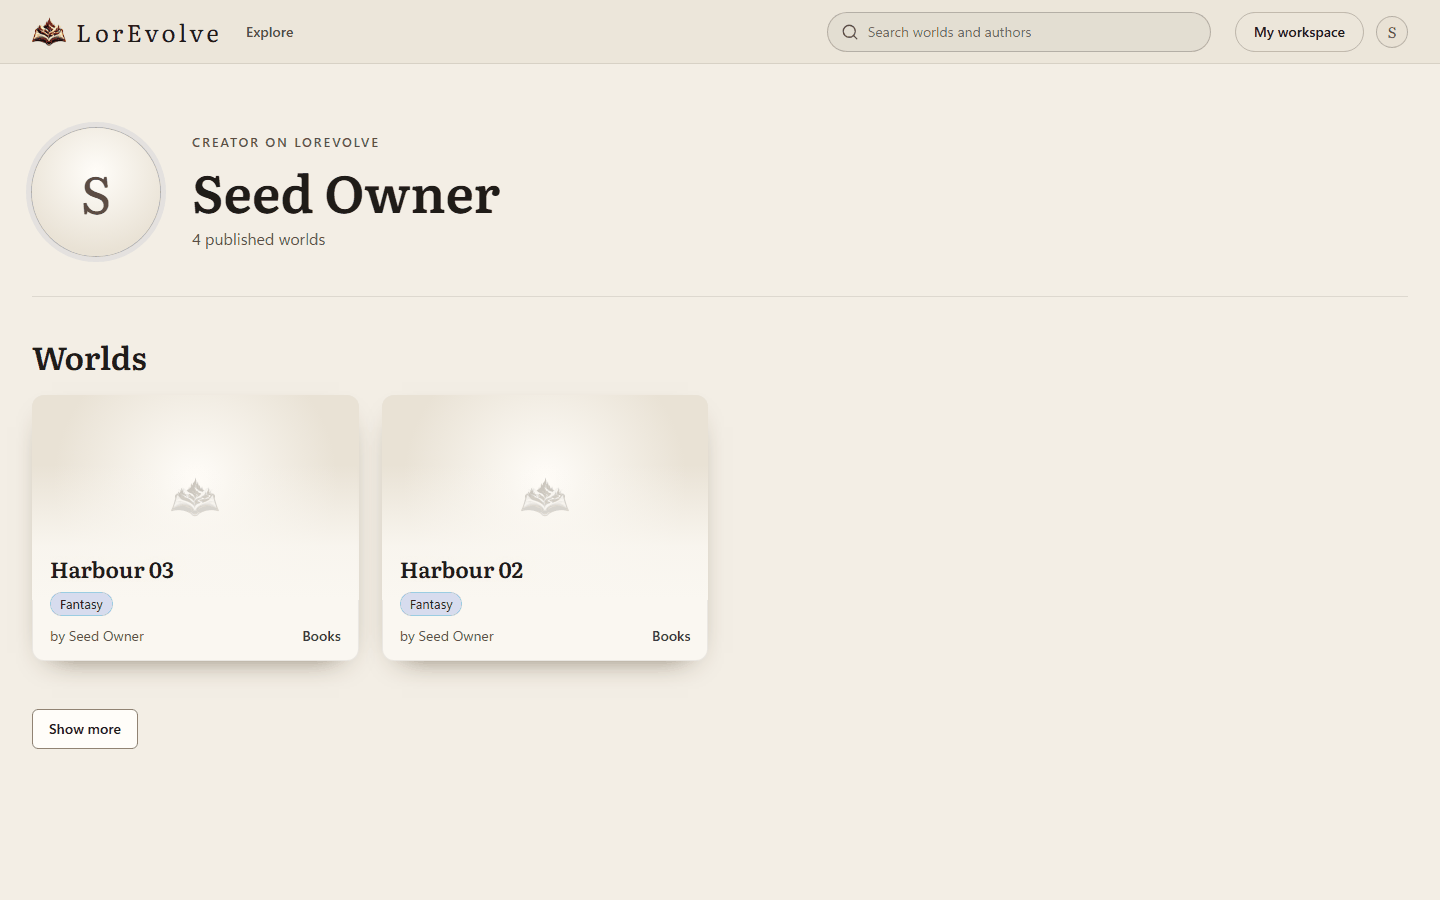 LorEvolve
Explore
Search worlds and authors
My workspace
S
S
CREATOR ON LOREVOLVE
Seed Owner
4 published worlds
Worlds
Harbour 03
Fantasy
by Seed Owner
Books
Harbour 02
Fantasy
by Seed Owner
Books
Show more